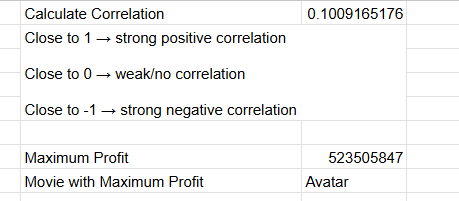 Calculate Correlation 0.1009165176
Close to 1 → strong positive correlation
Close to 0 → weak/no correlation
Close to -1 → strong negative correlation
Maximum Profit 523505847
Movie with Maximum Profit Avatar